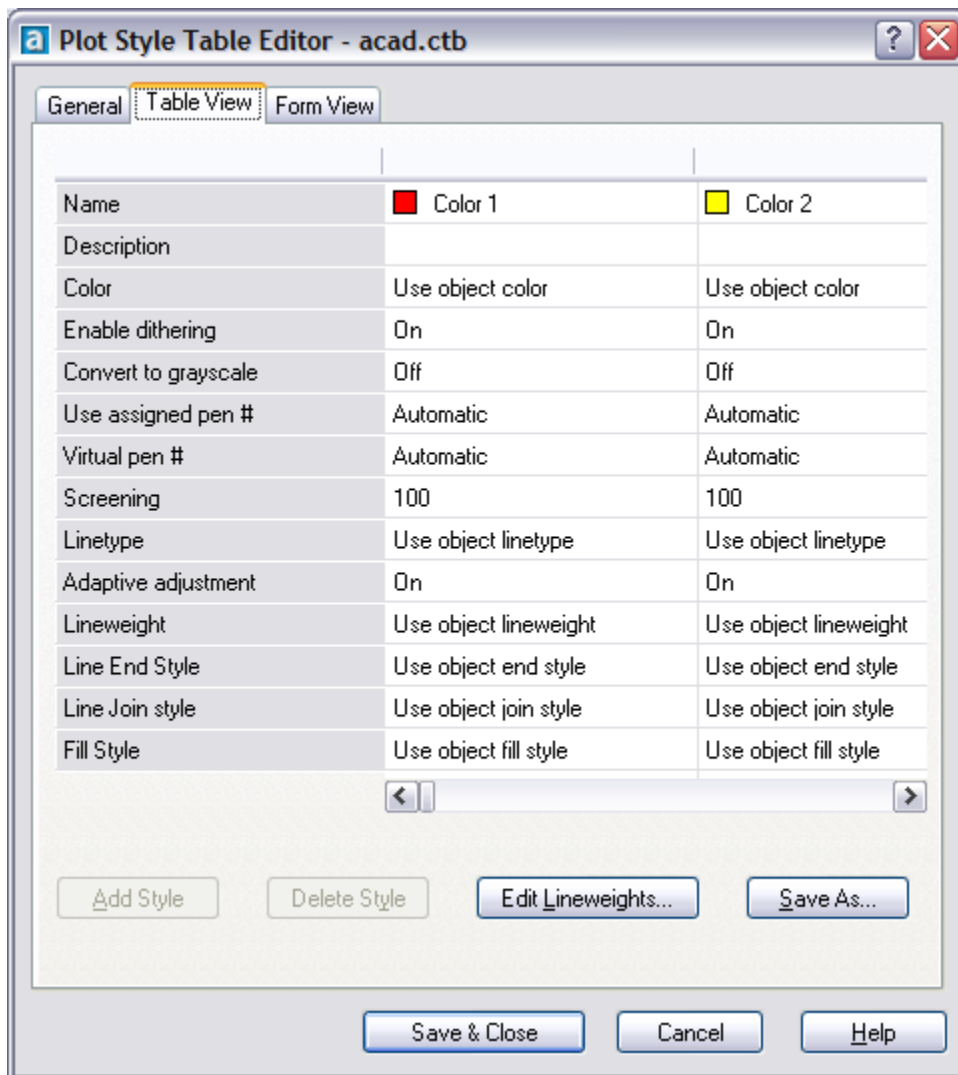 a Plot Style Table Editor - acad.ctb ?
General Table View Form View
Name Color 1 Color 2
Description
Color Use object color Use object color
Enable dithering On On
Convert to grayscale Off Off
Use assigned pen # Automatic Automatic
Virtual pen # Automatic Automatic
Screening 100 100
Linetype Use object linetype Use object linetype
Adaptive adjustment On On
Lineweight Use object lineweight Use object lineweight
Line End Style Use object end style Use object end style
Line Join style Use object join style Use object join style
Fill Style Use object fill style Use object fill style
Add Style Delete Style Edit Lineweights... Save As...
Save & Close Cancel Help